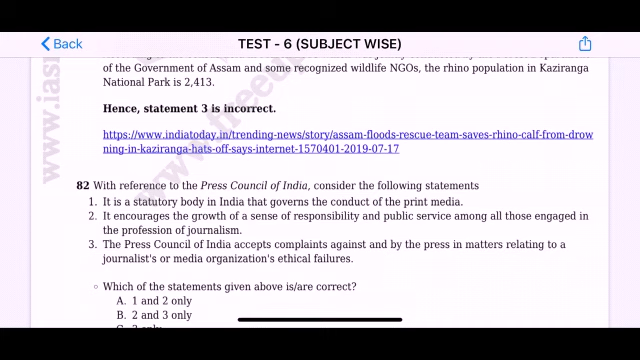 Back
TEST - 6 (SUBJECT WISE)
of the Government of Assam and some recognized wildlife NGOs, the rhino population in Kaziranga
National Park is 2,413.
Hence, statement 3 is incorrect.
https://www.indiatoday.in/trending-news/story/assam-floods-rescue-team-saves-rhino-calf-from-drow
ning-in-kaziranga-hats-off-says-internet-1570401-2019-07-17
82 With reference to the Press Council of India, consider the following statements
1. It is a statutory body in India that governs the conduct of the print media.
2. It encourages the growth of a sense of responsibility and public service among all those engaged in
the profession of journalism.
3. The Press Council of India accepts complaints against and by the press in matters relating to a
journalist's or media organization's ethical failures.
Which of the statements given above is/are correct?
A. 1 and 2 only
B. 2 and 3 only